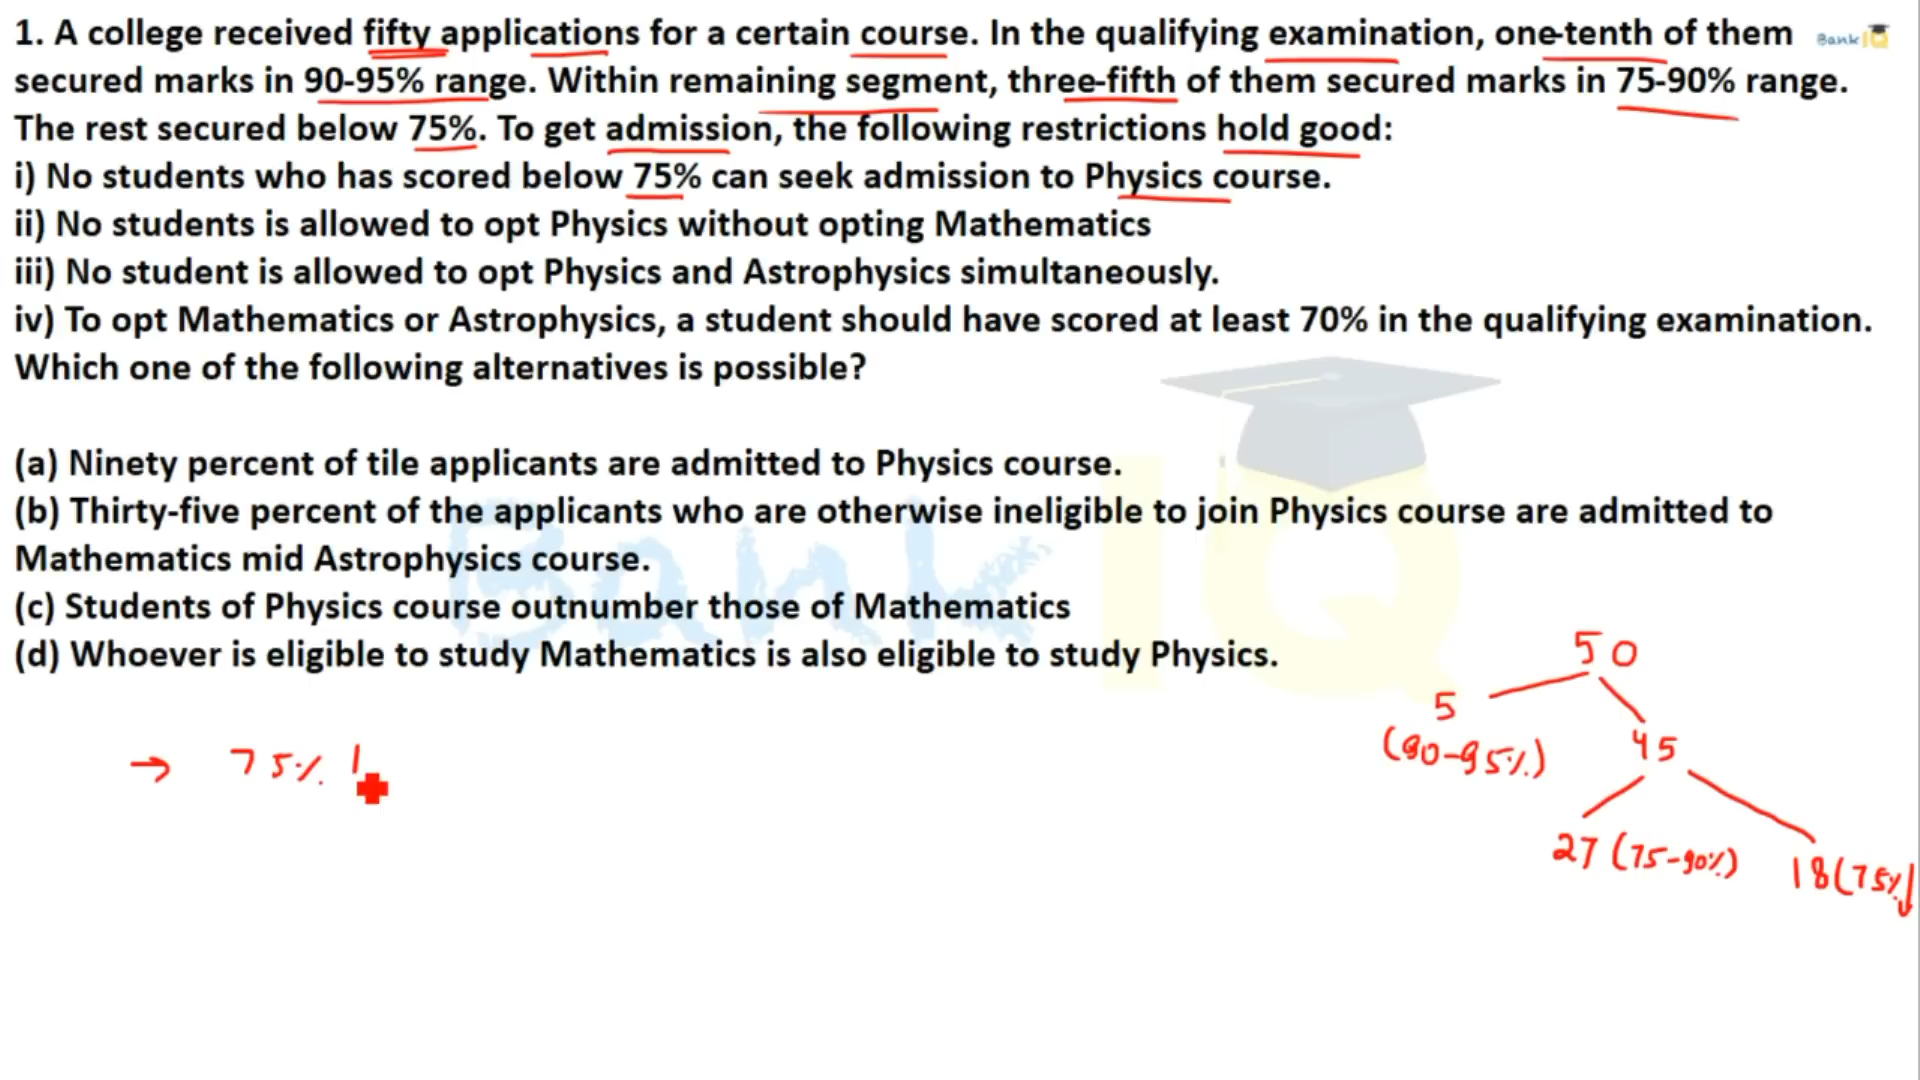 1. A college received fifty applications for a certain course. In the qualifying examination, one-tenth of them
Bank IQ
secured marks in 90-95% range. Within remaining segment, three-fifth of them secured marks in 75-90% range.
The rest secured below 75%. To get admission, the following restrictions hold good:
i) No students who has scored below 75% can seek admission to Physics course.
ii) No students is allowed to opt Physics without opting Mathematics
iii) No student is allowed to opt Physics and Astrophysics simultaneously.
iv) To opt Mathematics or Astrophysics, a student should have scored at least 70% in the qualifying examination.
Which one of the following alternatives is possible?
(a) Ninety percent of tile applicants are admitted to Physics course.
(b) Thirty-five percent of the applicants who are otherwise ineligible to join Physics course are admitted to
Mathematics mid Astrophysics course.
(c) Students of Physics course outnumber those of Mathematics
(d) Whoever is eligible to study Mathematics is also eligible to study Physics.
Bank IQ
50
5
45
(90-95%)
→ 75%
27 (75-90%)
18 (75%↓